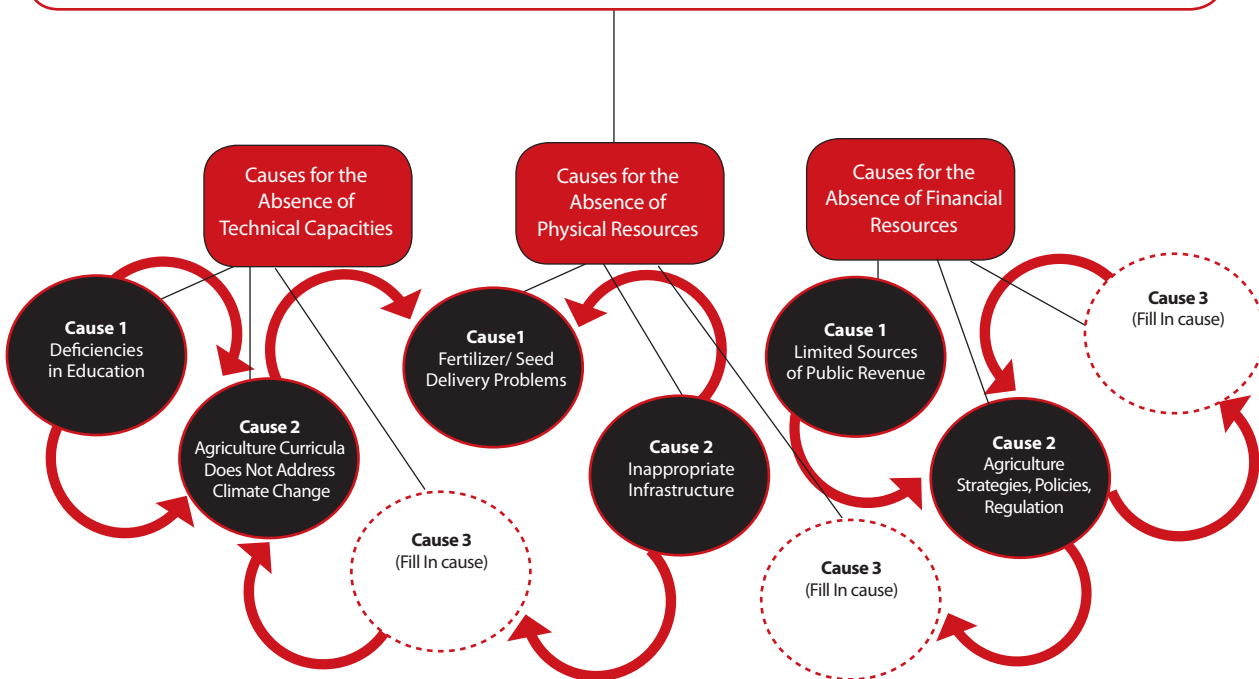 Causes for the
Absence of
Technical Capacities
Causes for the
Absence of
Physical Resources
Causes for the
Absence of Financial
Resources
Cause 1
Deficiencies
in Education
Cause 2
Agriculture Curricula
Does Not Address
Climate Change
Cause 3
(Fill In cause)
Cause1
Fertilizer/ Seed
Delivery Problems
Cause 2
Inappropriate
Infrastructure
Cause 3
(Fill In cause)
Cause 1
Limited Sources
of Public Revenue
Cause 2
Agriculture
Strategies, Policies,
Regulation
Cause 3
(Fill In cause)